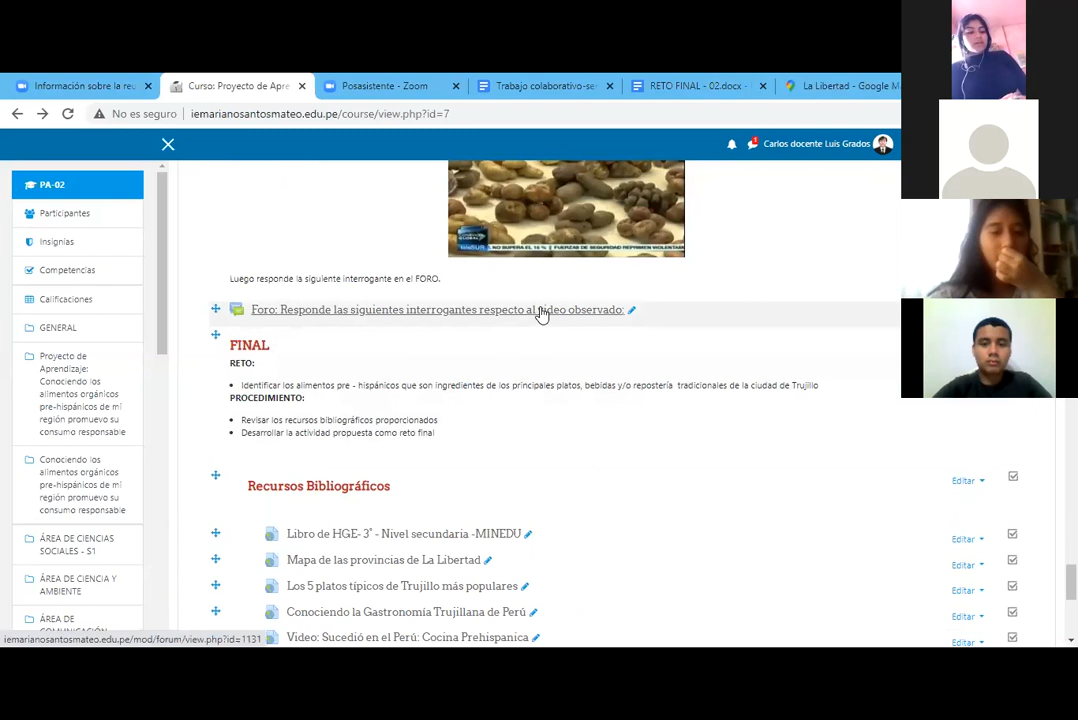 Información sobre la reu
Curso: Proyecto de Apre
Posasistente - Zoom
Trabajo colaborativo-se
RETO FINAL - 02.docx -
La Libertad - Google M
No es seguro
iemarianosantosmateo.edu.pe/course/view.php?id=7
Carlos docente Luis Grados
PA-02
Participantes
Insignias
Competencias
Calificaciones
GENERAL
Proyecto de
Aprendizaje:
Conociendo los
alimentos orgánicos
pre-hispánicos de mi
región promuevo su
consumo responsable
Conociendo los
alimentos orgánicos
pre-hispánicos de mi
región promuevo su
consumo responsable
ÁREA DE CIENCIAS
SOCIALES - S1
ÁREA DE CIENCIA Y
AMBIENTE
ÁREA DE
iemarianosantosmateo.edu.pe/mod/forum/view.php?id=1131
NO SUPERA EL 16 % | FUERZAS DE SEGURIDAD REPRIMEN
Luego responde la siguiente interrogante en el FORO.
Foro: Responde las siguientes interrogantes respecto al video observado:
FINAL
RETO:
Identificar los alimentos pre - hispánicos que son ingredientes de los principales platos, bebidas y/o repostería tradicionales de la ciudad de Trujillo
PROCEDIMIENTO:
Revisar los recursos bibliográficos proporcionados
Desarrollar la actividad propuesta como reto final
Recursos Bibliográficos
Editar
Libro de HGE- 3° - Nivel secundaria -MINEDU
Editar
Mapa de las provincias de La Libertad
Editar
Los 5 platos típicos de Trujillo más populares
Editar
Conociendo la Gastronomía Trujillana de Perú
Editar
Video: Sucedió en el Perú: Cocina Prehispanica
Editar